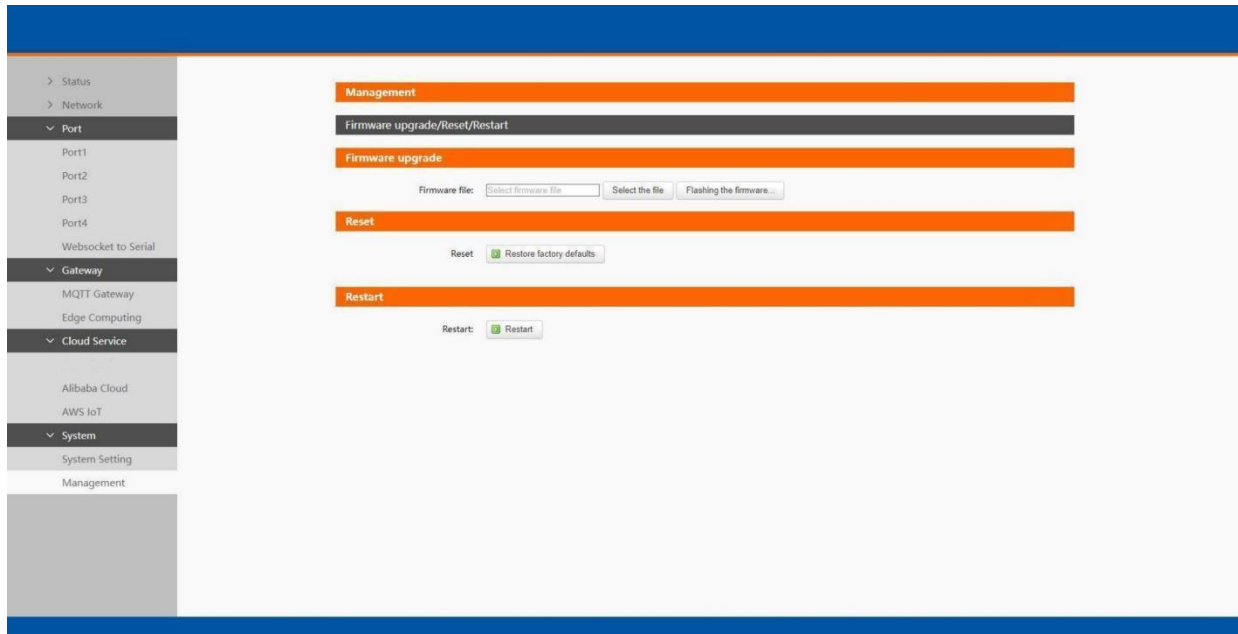 Status
Network
Port
Port1
Port2
Port3
Port4
Websocket to Serial
Gateway
MQTT Gateway
Edge Computing
Cloud Service
Alibaba Cloud
AWS IoT
System
System Setting
Management
Management
Firmware upgrade/Reset/Restart
Firmware upgrade
Firmware file: Select firmware file Select the file Flashing the firmware...
Reset
Reset Restore factory defaults
Restart
Restart: Restart